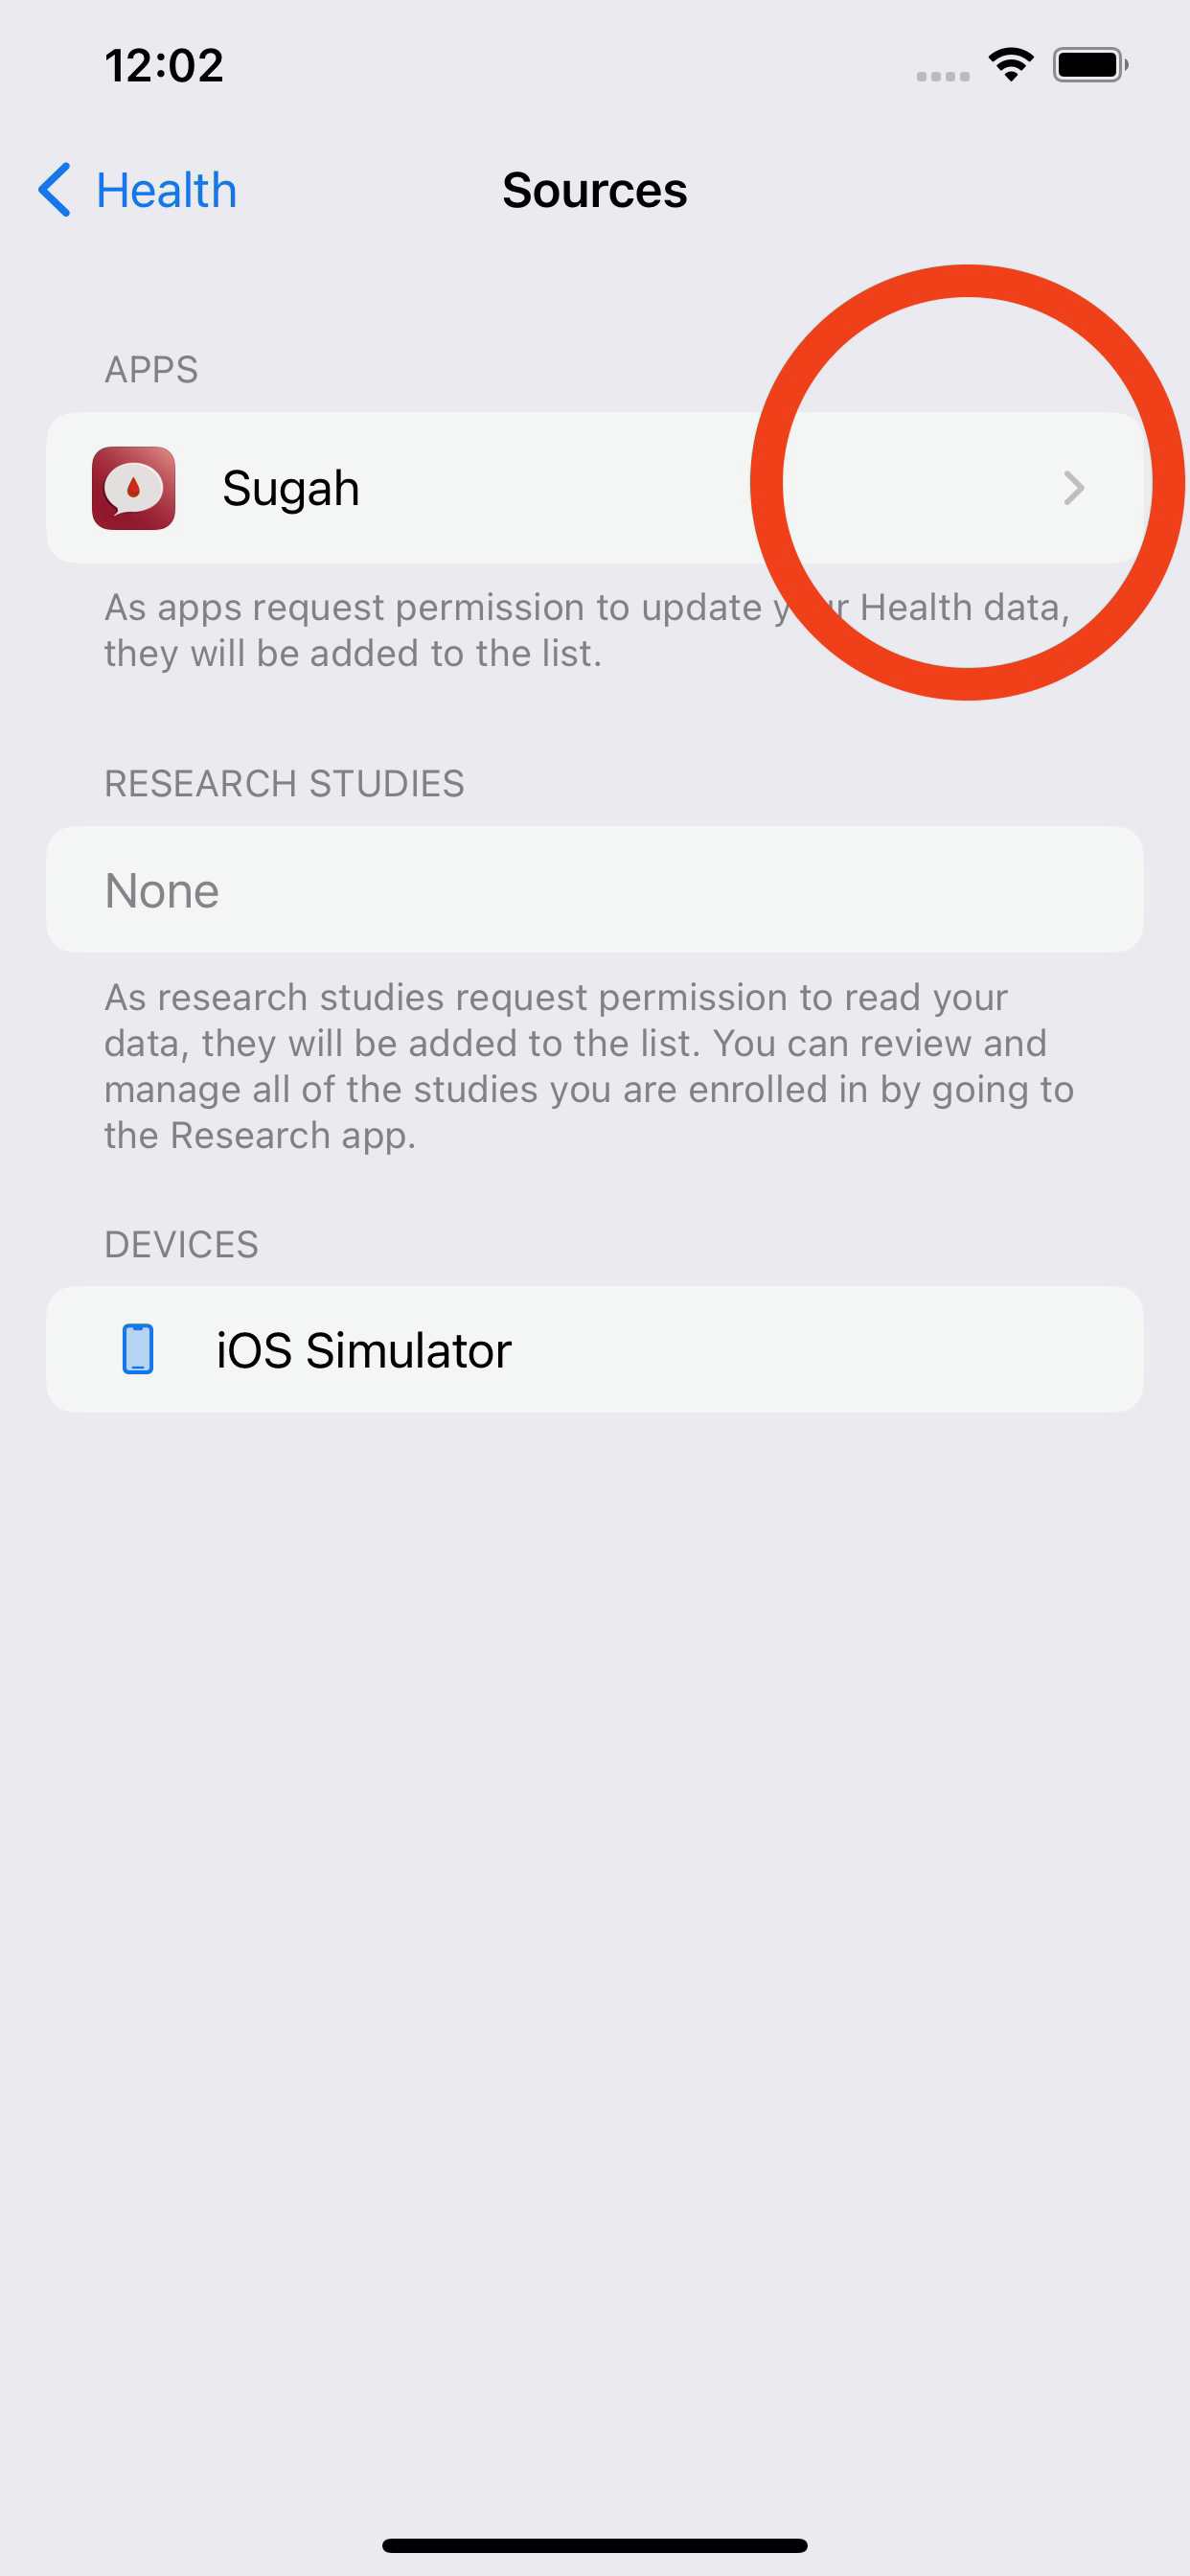 12:02
Health
Sources
APPS
Sugah
As apps request permission to update your Health data,
they will be added to the list.
RESEARCH STUDIES
None
As research studies request permission to read your
data, they will be added to the list. You can review and
manage all of the studies you are enrolled in by going to
the Research app.
DEVICES
iOS Simulator